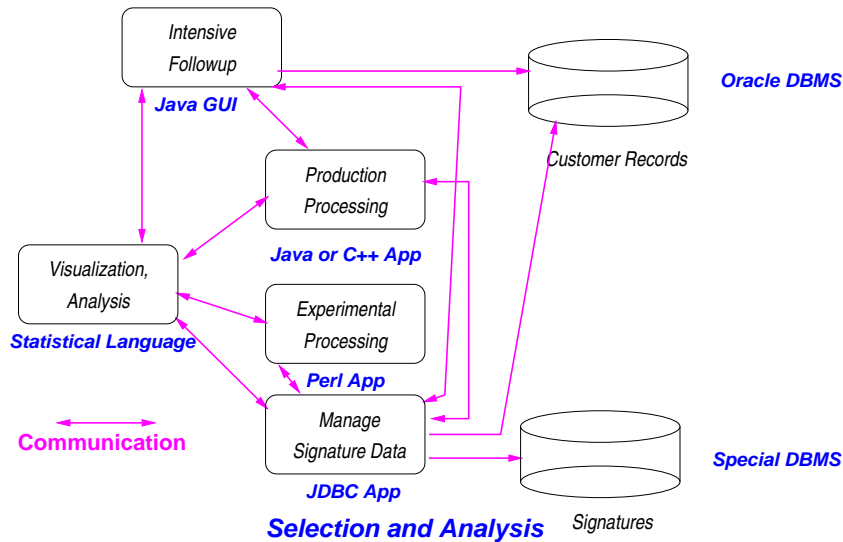 Intensive
Followup
Java GUI
Oracle DBMS
Customer Records
Production
Processing
Java or C++ App
Visualization,
Analysis
Statistical Language
Experimental
Processing
Perl App
Communication
Manage
Signature Data
JDBC App
Special DBMS
Signatures
Selection and Analysis